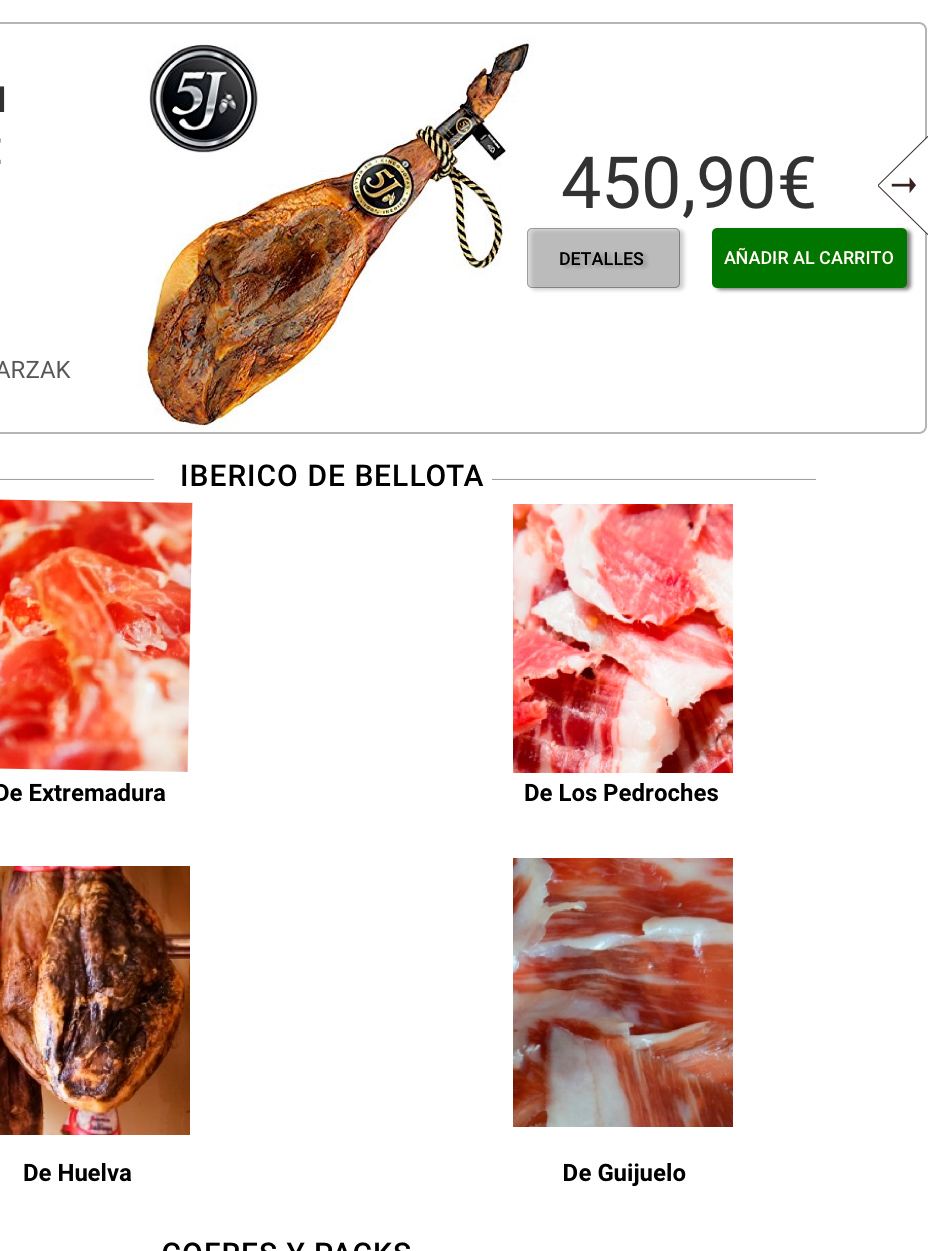 5J
5J
450,90€
DETALLES
AÑADIR AL CARRITO
ARZAK
IBERICO DE BELLOTA
De Extremadura
De Los Pedroches
De Huelva
De Guijuelo
COFRES Y PACKS